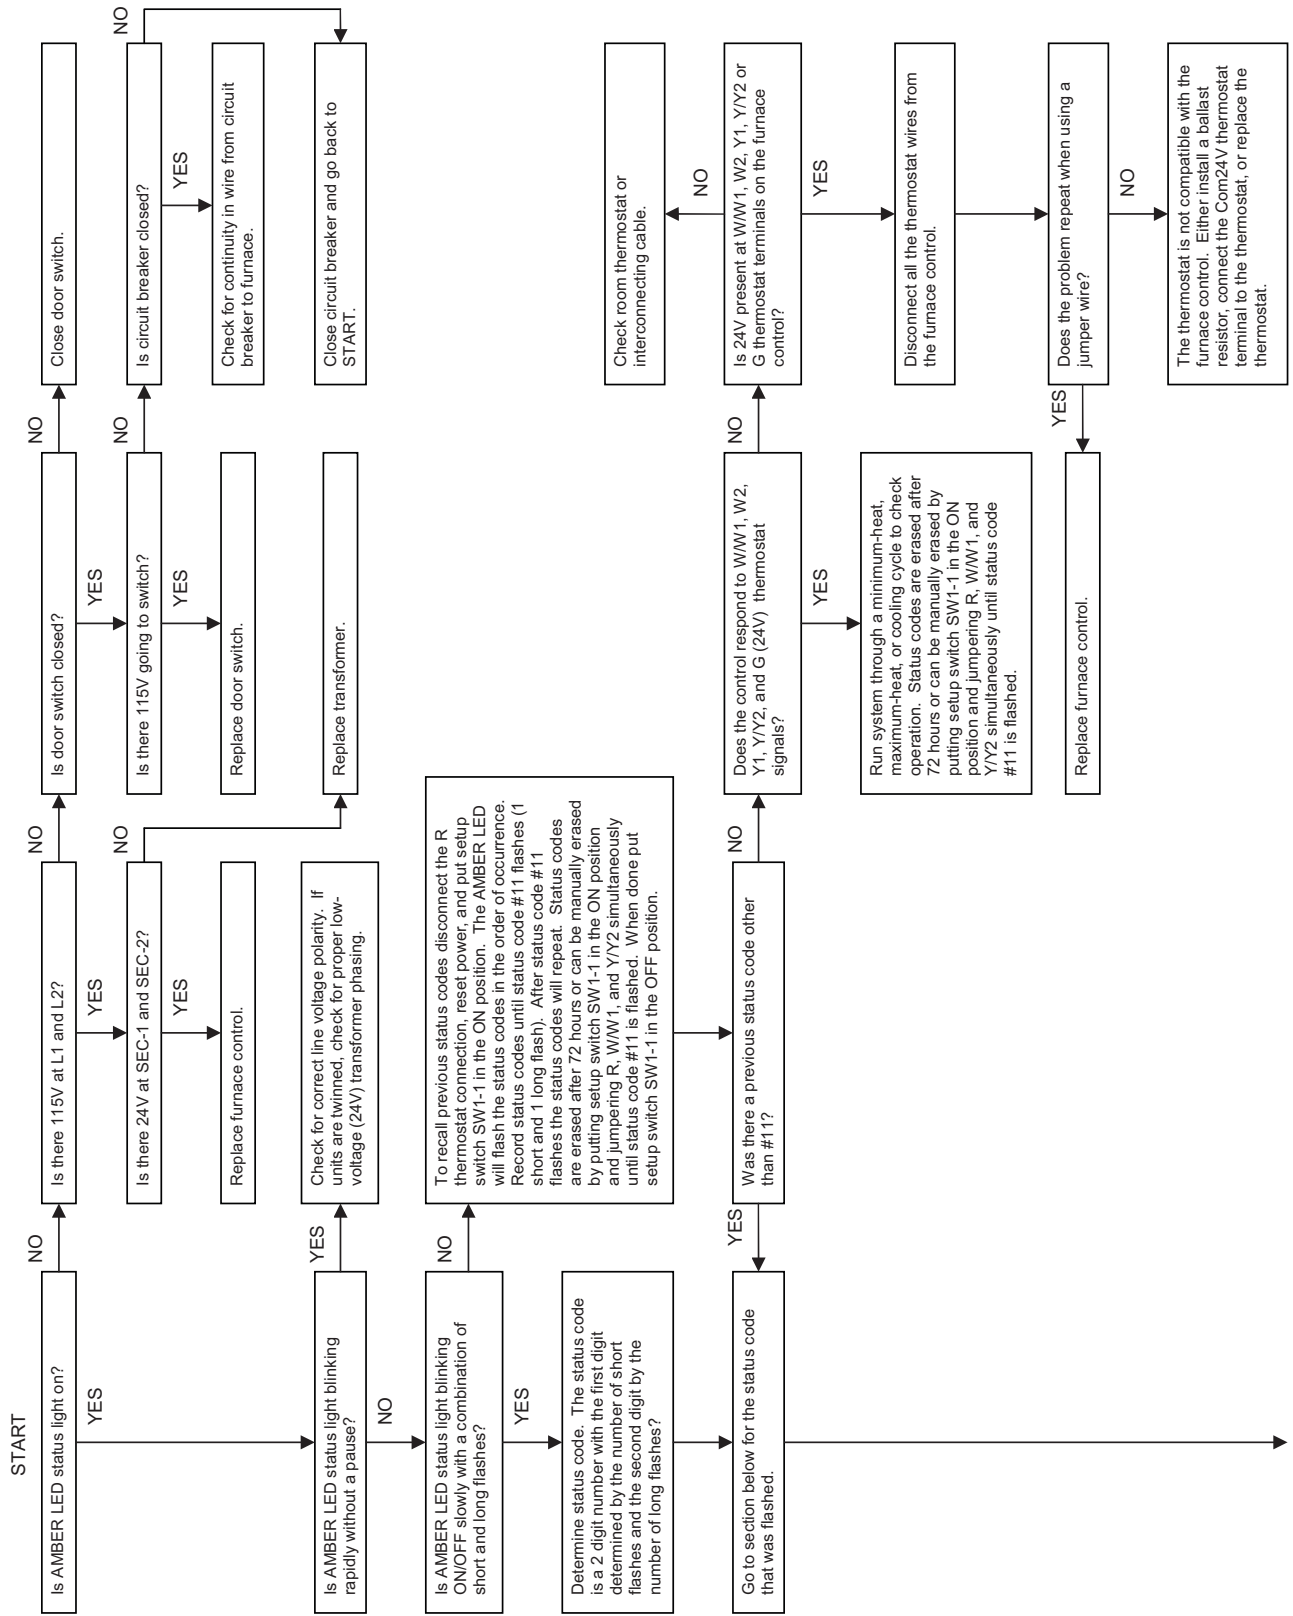 START
Is AMBER LED status light on?
NO
YES
Is there 115V at L1 and L2?
NO
YES
Is door switch closed?
NO
YES
Close door switch.
Is there 24V at SEC-1 and SEC-2?
NO
YES
Is there 115V going to switch?
NO
YES
Is circuit breaker closed?
NO
YES
Replace furnace control.
Replace door switch.
Check for continuity in wire from circuit
breaker to furnace.
Is AMBER LED status light blinking
rapidly without a pause?
YES
NO
Check for correct line voltage polarity. If
units are twinned, check for proper low-
voltage (24V) transformer phasing.
Replace transformer.
Close circuit breaker and go back to
START.
Is AMBER LED status light blinking
ON/OFF slowly with a combination of
short and long flashes?
NO
YES
To recall previous status codes disconnect the R
thermostat connection, reset power, and put setup
switch SW1-1 in the ON position. The AMBER LED
will flash the status codes in the order of occurrence.
Record status codes until status code #11 flashes (1
short and 1 long flash). After status code #11
flashes the status codes will repeat. Status codes
are erased after 72 hours or can be manually erased
by putting setup switch SW1-1 in the ON position
and jumpering R, W/W1, and Y/Y2 simultaneously
until status code #11 is flashed. When done put
setup switch SW1-1 in the OFF position.
Determine status code. The status code
is a 2 digit number with the first digit
determined by the number of short
flashes and the second digit by the
number of long flashes?
Go to section below for the status code
that was flashed.
YES
Was there a previous status code other
than #11?
NO
Does the control respond to W/W1, W2,
Y1, Y/Y2, and G (24V) thermostat
signals?
NO
YES
Check room thermostat or
interconnecting cable.
NO
Is 24V present at W/W1, W2, Y1, Y/Y2 or
G thermostat terminals on the furnace
control?
YES
Run system through a minimum-heat,
maximum-heat, or cooling cycle to check
operation. Status codes are erased after
72 hours or can be manually erased by
putting setup switch SW1-1 in the ON
position and jumpering R, W/W1, and
Y/Y2 simultaneously until status code
#11 is flashed.
Disconnect all the thermostat wires from
the furnace control.
Does the problem repeat when using a
jumper wire?
YES
NO
Replace furnace control.
The thermostat is not compatible with the
furnace control. Either install a ballast
resistor, connect the Com24V thermostat
terminal to the thermostat, or replace the
thermostat.